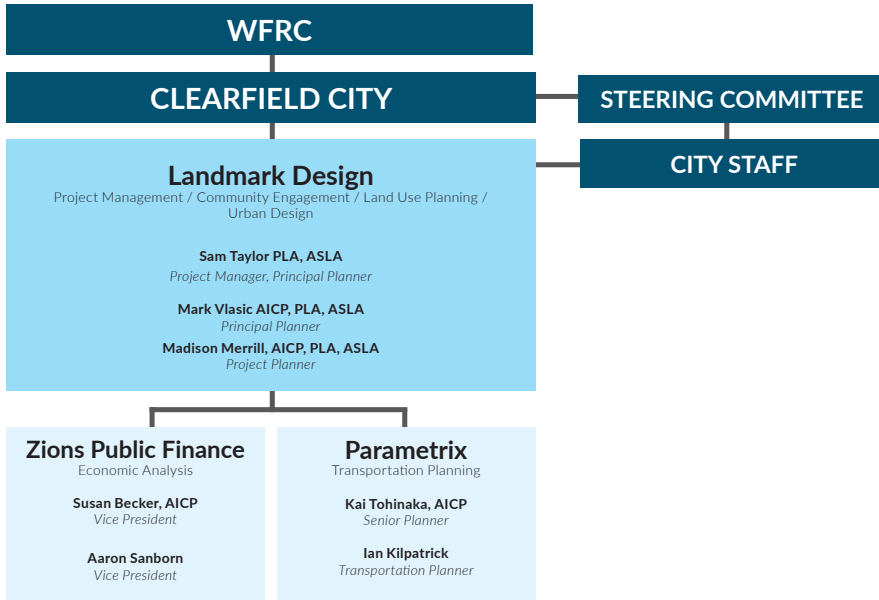 WFRC
CLEARFIELD CITY
STEERING COMMITTEE
CITY STAFF
Landmark Design
Project Management / Community Engagement / Land Use Planning /
Urban Design
Sam Taylor PLA, ASLA
Project Manager, Principal Planner
Mark Vlasic AICP, PLA, ASLA
Principal Planner
Madison Merrill, AICP, PLA, ASLA
Project Planner
Zions Public Finance
Economic Analysis
Susan Becker, AICP
Vice President
Aaron Sanborn
Vice President
Parametrix
Transportation Planning
Kai Tohinaka, AICP
Senior Planner
Ian Kilpatrick
Transportation Planner